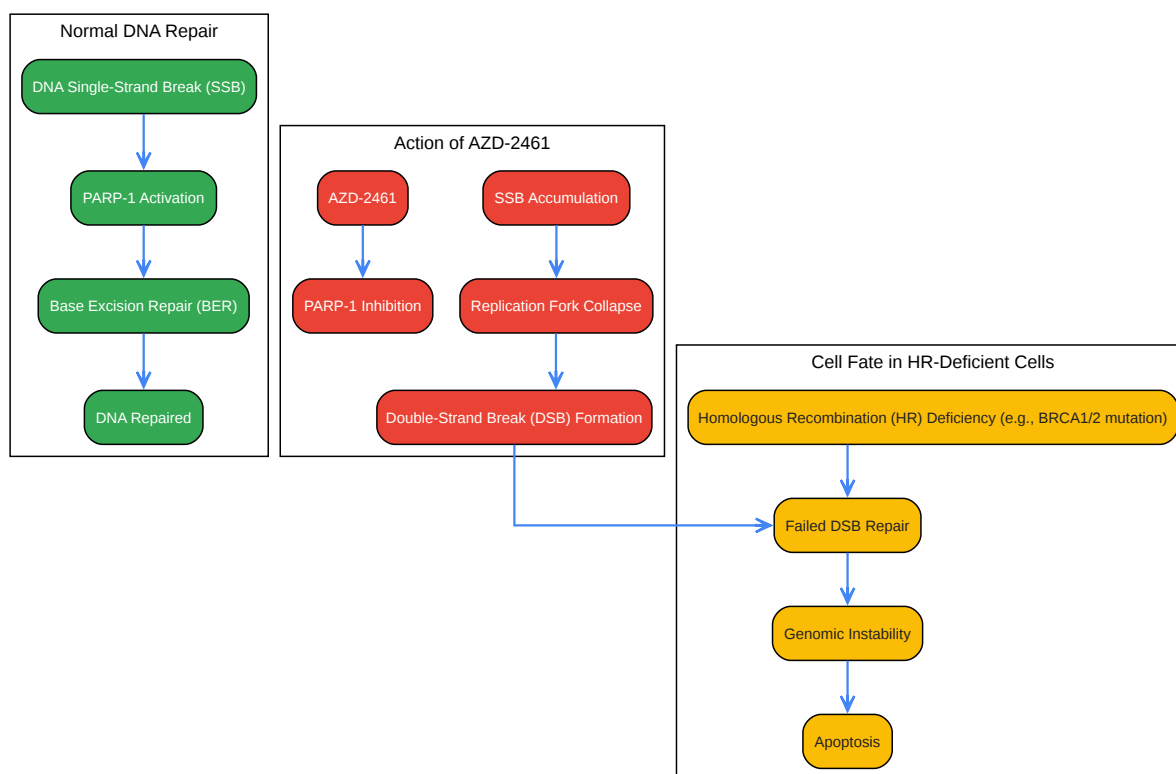 Normal DNA Repair
DNA Single-Strand Break (SSB)
PARP-1 Activation
Base Excision Repair (BER)
DNA Repaired
Action of AZD-2461
AZD-2461
SSB Accumulation
PARP-1 Inhibition
Replication Fork Collapse
Double-Strand Break (DSB) Formation
Cell Fate in HR-Deficient Cells
Homologous Recombination (HR) Deficiency (e.g., BRCA1/2 mutation)
Failed DSB Repair
Genomic Instability
Apoptosis